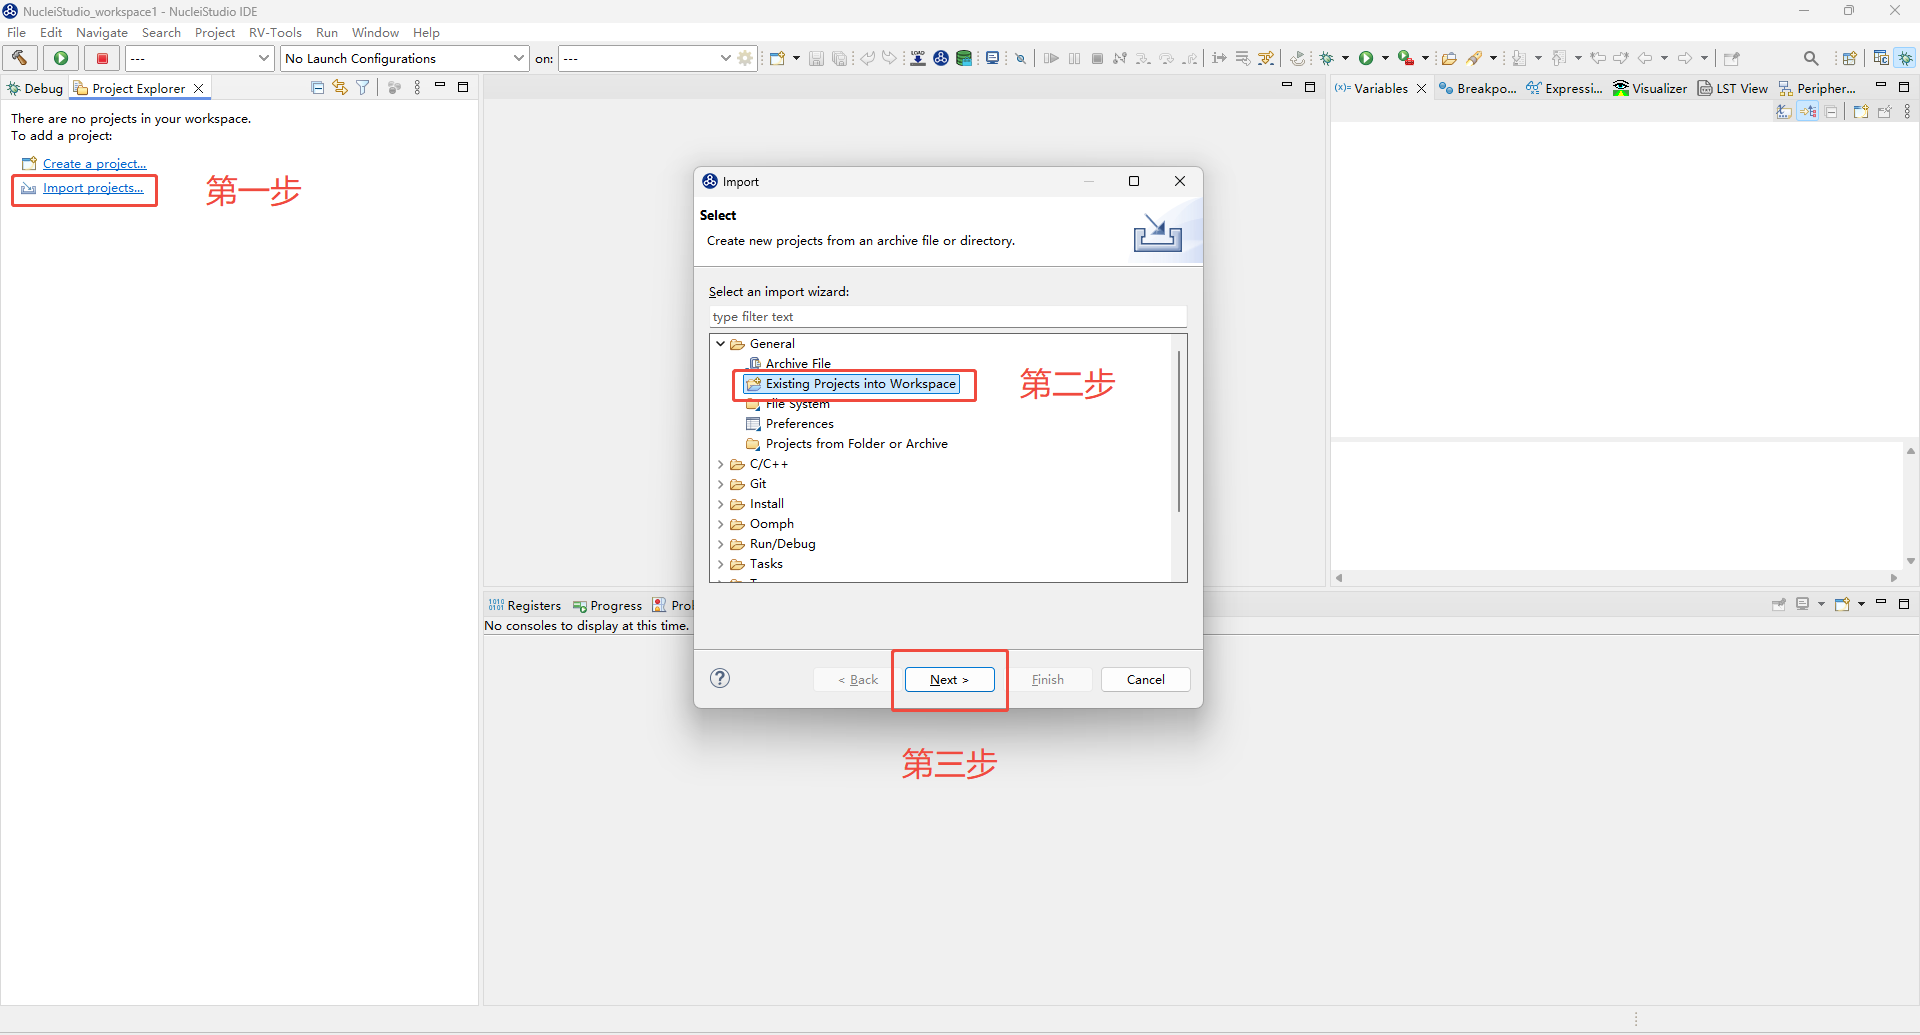 NucleiStudio_workspace1 - NucleiStudio IDE
File Edit Navigate Search Project RV-Tools Run Window Help
--- No Launch Configurations on: ---
Debug Project Explorer
(x)= Variables Breakpo... Expressi... Visualizer LST View Peripher...
There are no projects in your workspace.
To add a project:
Create a project...
Import projects...
第一步
Import
Select
Create new projects from an archive file or directory.
Select an import wizard:
type filter text
General
Archive File
Existing Projects into Workspace
第二步
File System
Preferences
Projects from Folder or Archive
C/C++
Git
Install
Oomph
Run/Debug
Tasks
Registers Progress
No consoles to display at this time.
< Back Next > Finish Cancel
第三步